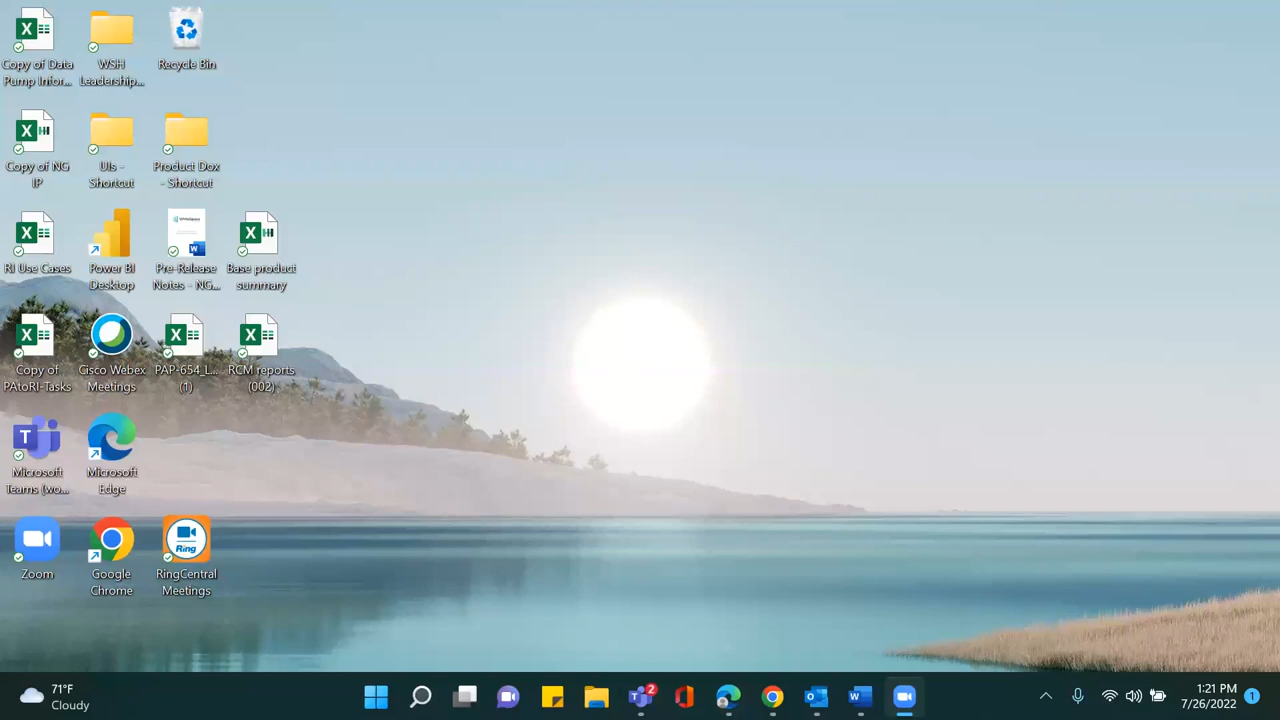 Copy of Data
Pump Infor...
WSH
Leadership...
Recycle Bin
Copy of NG
IP
UIs -
Shortcut
Product Dox
- Shortcut
RI Use Cases
Power BI
Desktop
Pre-Release
Notes - NG...
Base product
summary
Copy of
PAtoRI-Tasks
Cisco Webex
Meetings
PAP-654_L...
(1)
RCM reports
(002)
Microsoft
Teams (wo...
Microsoft
Edge
Zoom
Google
Chrome
Ring
RingCentral
Meetings
71°F
Cloudy
2
1:21 PM
7/26/2022
1